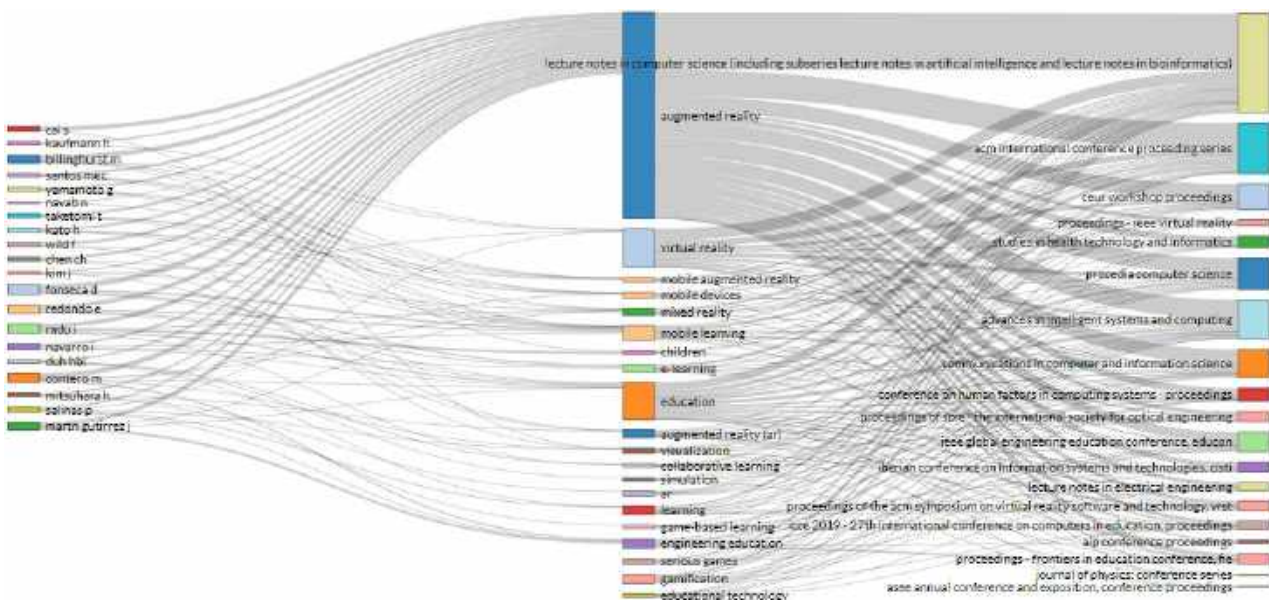 cai s
kaufmann h
billinghurst m
santos mec
yamamoto g
navab n
taketomi t
kato h
wild f
chen ch
kim j
fonseca d
redondo e
radu i
navarro i
duh hbl
contero m
mitsuhara h
salinas p
martn gutirrez j
augmented reality
virtual reality
mobile augmented reality
mobile devices
mixed reality
mobile learning
children
e-learning
education
augmented reality (ar)
visualization
collaborative learning
simulation
ar
learning
game-based learning
engineering education
serious games
gamification
educational technology
lecture notes in computer science (including subseries lecture notes in artificial intelligence and lecture notes in bioinformatics)
acm international conference proceeding series
ceur workshop proceedings
proceedings - ieee virtual reality
studies in health technology and informatics
procedia computer science
advances in intelligent systems and computing
communications in computer and information science
conference on human factors in computing systems - proceedings
proceedings of spie - the international society for optical engineering
ieee global engineering education conference, educon
iberian conference on information systems and technologies, cisti
lecture notes in electrical engineering
proceedings of the acm symposium on virtual reality software and technology, vrst
icce 2019 - 27th international conference on computers in education, proceedings
aip conference proceedings
proceedings - frontiers in education conference, fie
journal of physics: conference series
asee annual conference and exposition, conference proceedings